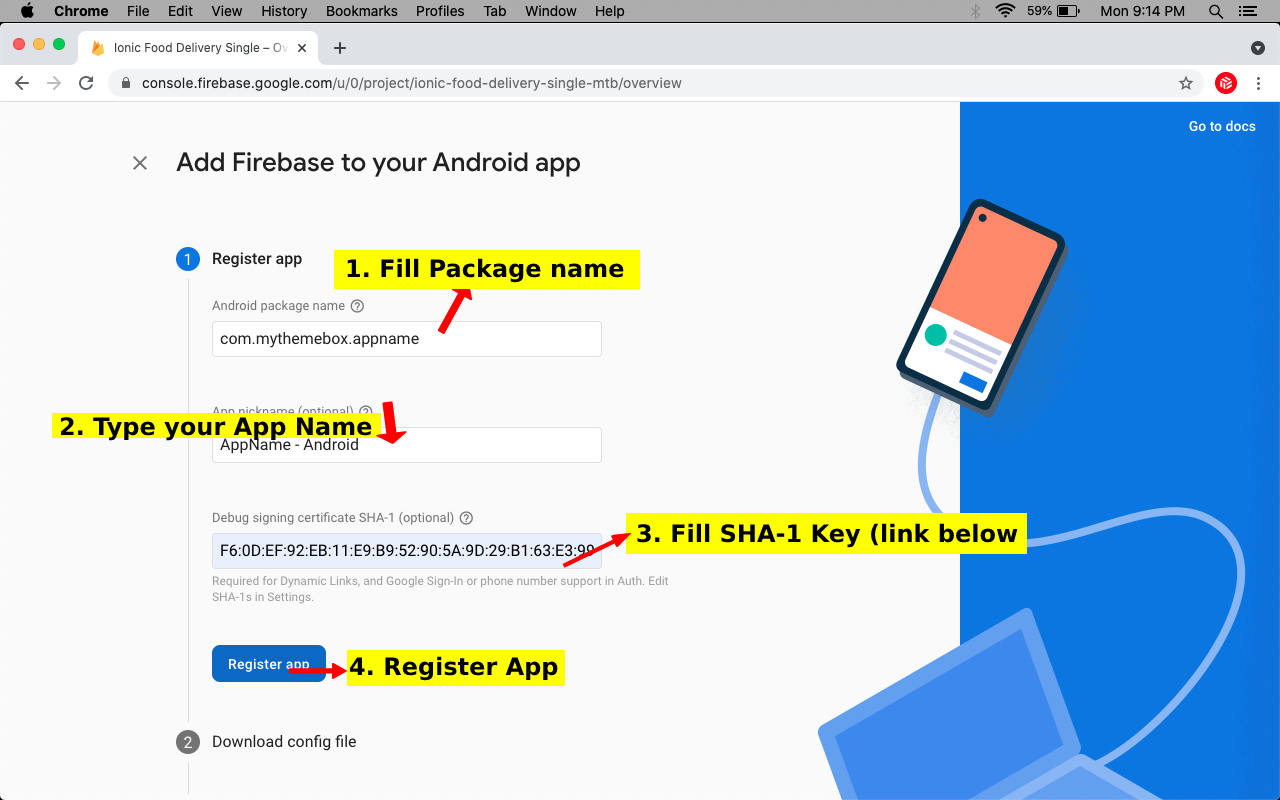 Chrome File Edit View History Bookmarks Profiles Tab Window Help 59% Mon 9:14 PM
Ionic Food Delivery Single – Ov
console.firebase.google.com/u/0/project/ionic-food-delivery-single-mtb/overview
Go to docs
Add Firebase to your Android app
1 Register app
1. Fill Package name
Android package name
com.mythemebox.appname
App nickname (optional)
2. Type your App Name
AppName - Android
Debug signing certificate SHA-1 (optional)
3. Fill SHA-1 Key (link below
F6:0D:EF:92:EB:11:E9:B9:52:90:5A:9D:29:B1:63:E3:99
Required for Dynamic Links, and Google Sign-In or phone number support in Auth. Edit
SHA-1s in Settings.
Register app
4. Register App
2 Download config file